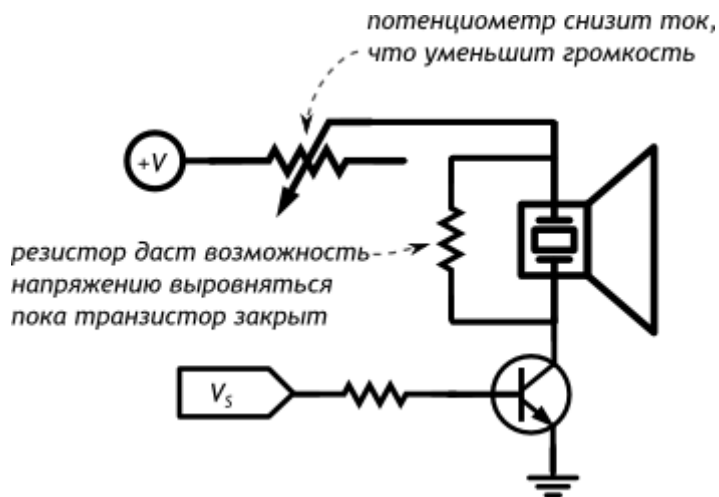 потенциометр снизит ток,
что уменьшит громкость
+V
резистор даст возможность
напряжению выровняться
пока транзистор закрыт
Vs